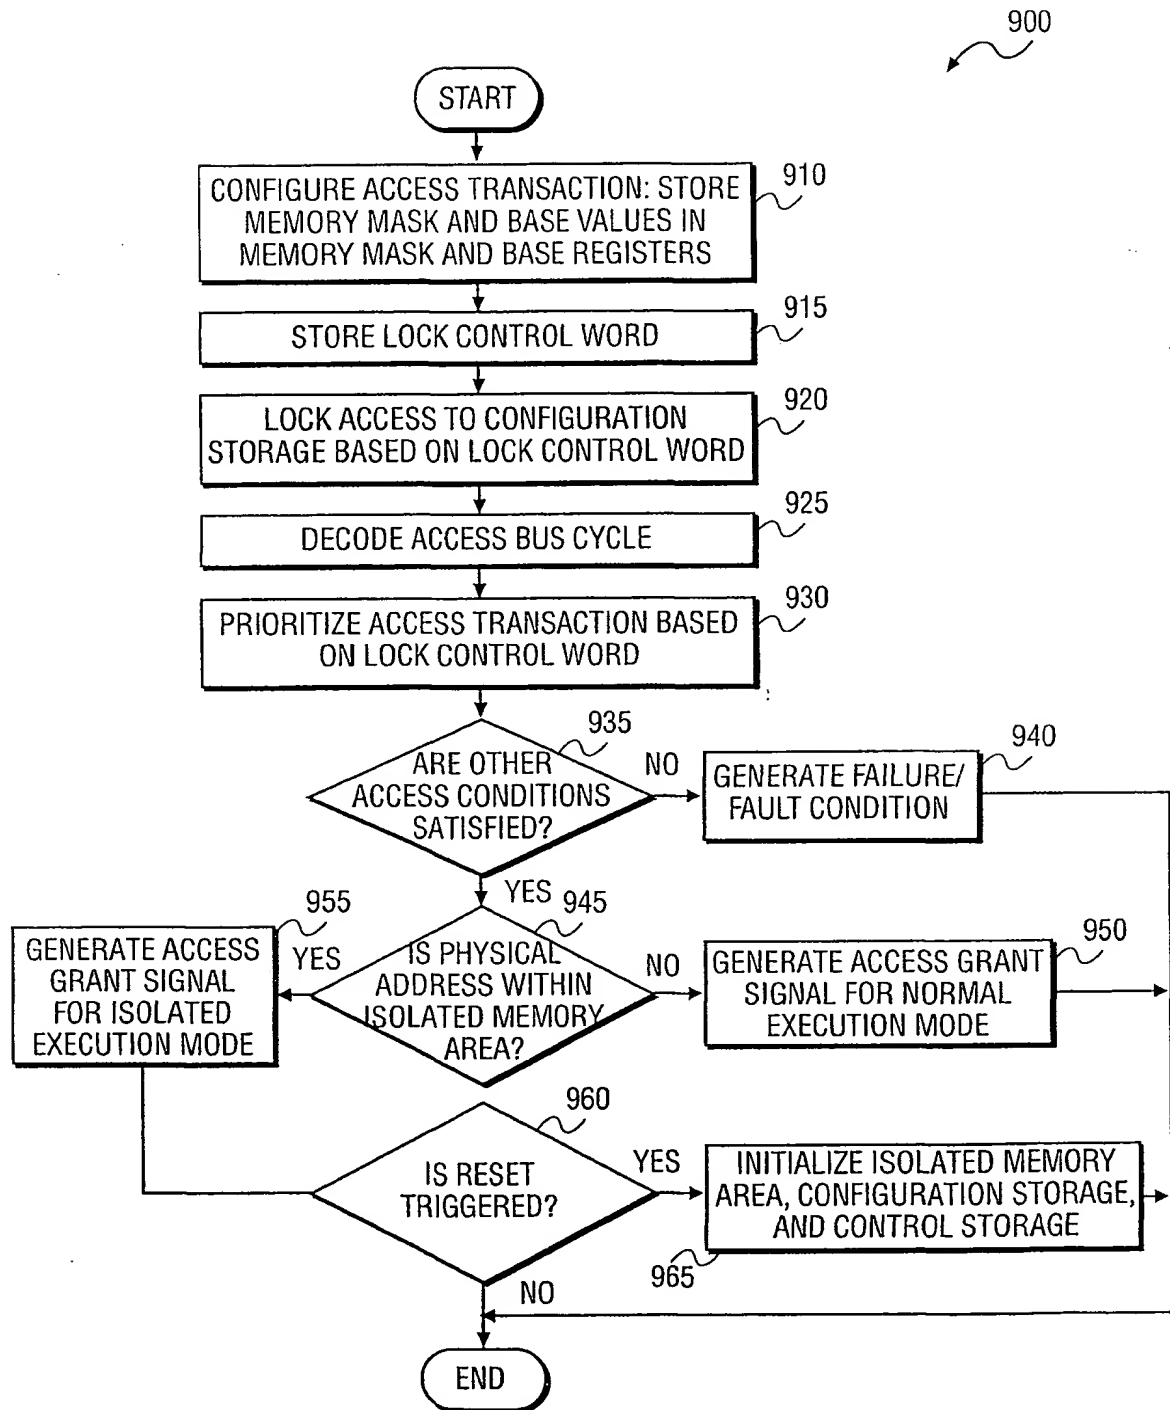 900
START
CONFIGURE ACCESS TRANSACTION: STORE
MEMORY MASK AND BASE VALUES IN
MEMORY MASK AND BASE REGISTERS
910
STORE LOCK CONTROL WORD
915
LOCK ACCESS TO CONFIGURATION
STORAGE BASED ON LOCK CONTROL WORD
920
DECODE ACCESS BUS CYCLE
925
PRIORITIZE ACCESS TRANSACTION BASED
ON LOCK CONTROL WORD
930
ARE OTHER
ACCESS CONDITIONS
SATISFIED?
935
NO
GENERATE FAILURE/
FAULT CONDITION
940
YES
IS PHYSICAL
ADDRESS WITHIN
ISOLATED MEMORY
AREA?
945
NO
GENERATE ACCESS GRANT
SIGNAL FOR NORMAL
EXECUTION MODE
950
YES
GENERATE ACCESS
GRANT SIGNAL
FOR ISOLATED
EXECUTION MODE
955
IS RESET
TRIGGERED?
960
YES
INITIALIZE ISOLATED MEMORY
AREA, CONFIGURATION STORAGE,
AND CONTROL STORAGE
965
NO
END